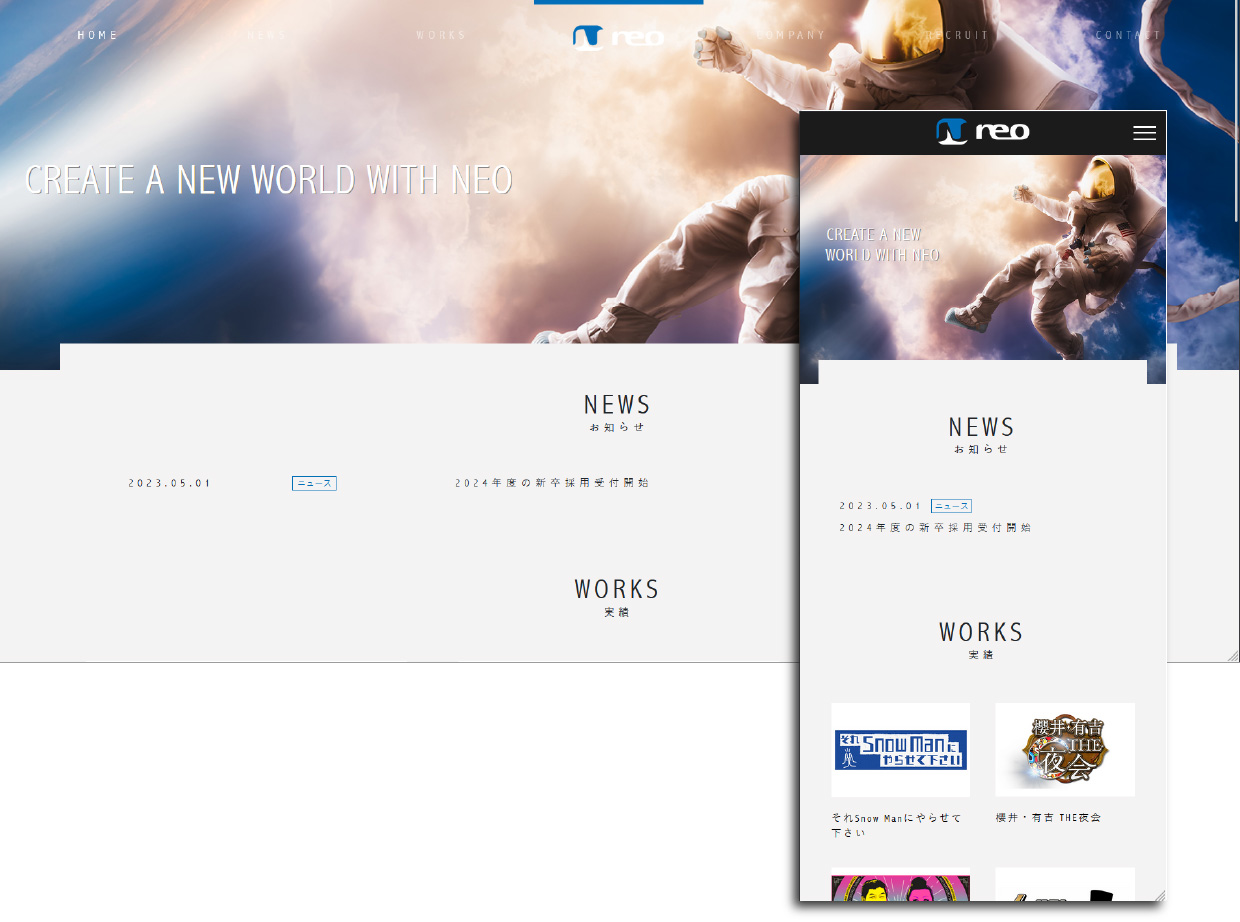 HOME
NEWS
WORKS
neo
COMPANY
RECRUIT
CONTACT
CREATE A NEW WORLD WITH NEO
NEWS
お知らせ
2023.05.01
ニュース
2024年度の新卒採用受付開始
WORKS
実績
neo
CREATE A NEW
WORLD WITH NEO
NEWS
お知らせ
2023.05.01 ニュース
2024年度の新卒採用受付開始
WORKS
実績
それSnow Manに
やらせて下さい
櫻井・有吉
THE
夜会
それSnow Manにやらせて
下さい
櫻井・有吉 THE夜会